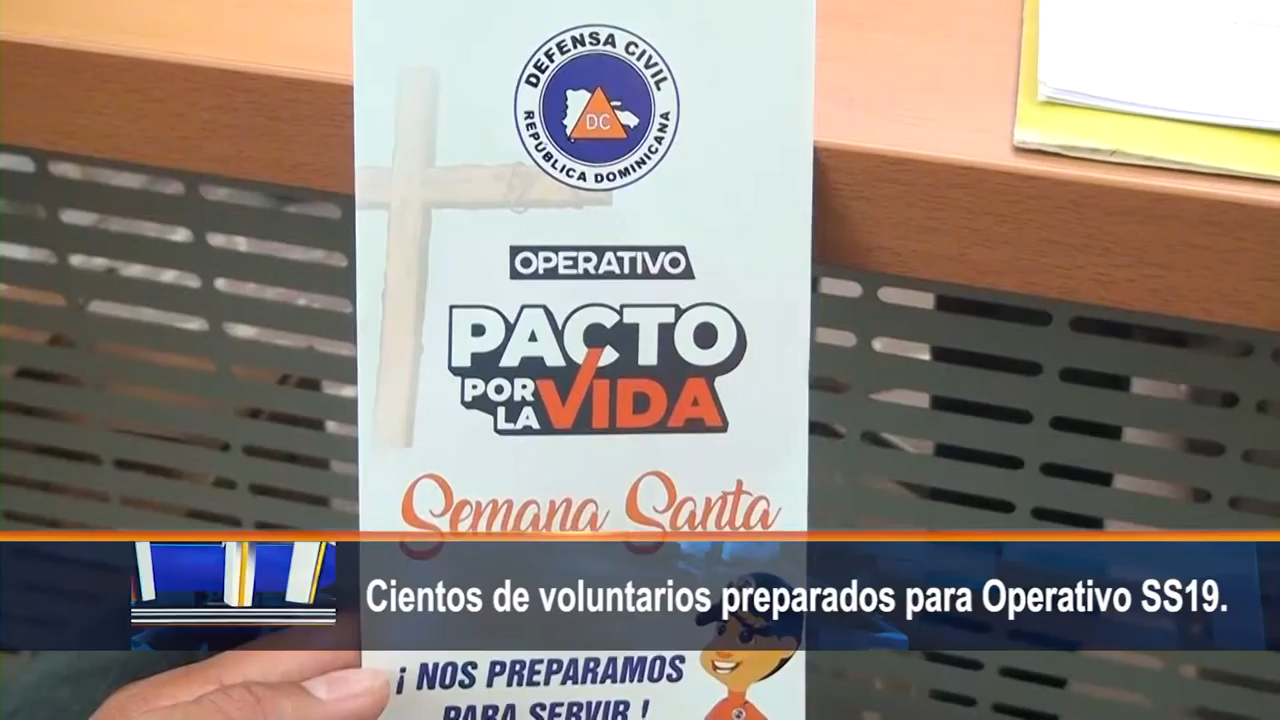 DEFENSA CIVIL
DC
REPÚBLICA DOMINICANA
OPERATIVO
PACTO
POR
LA
VIDA
Semana Santa
Cientos de voluntarios preparados para Operativo SS19.
¡ NOS PREPARAMOS
PARA SERVIR !